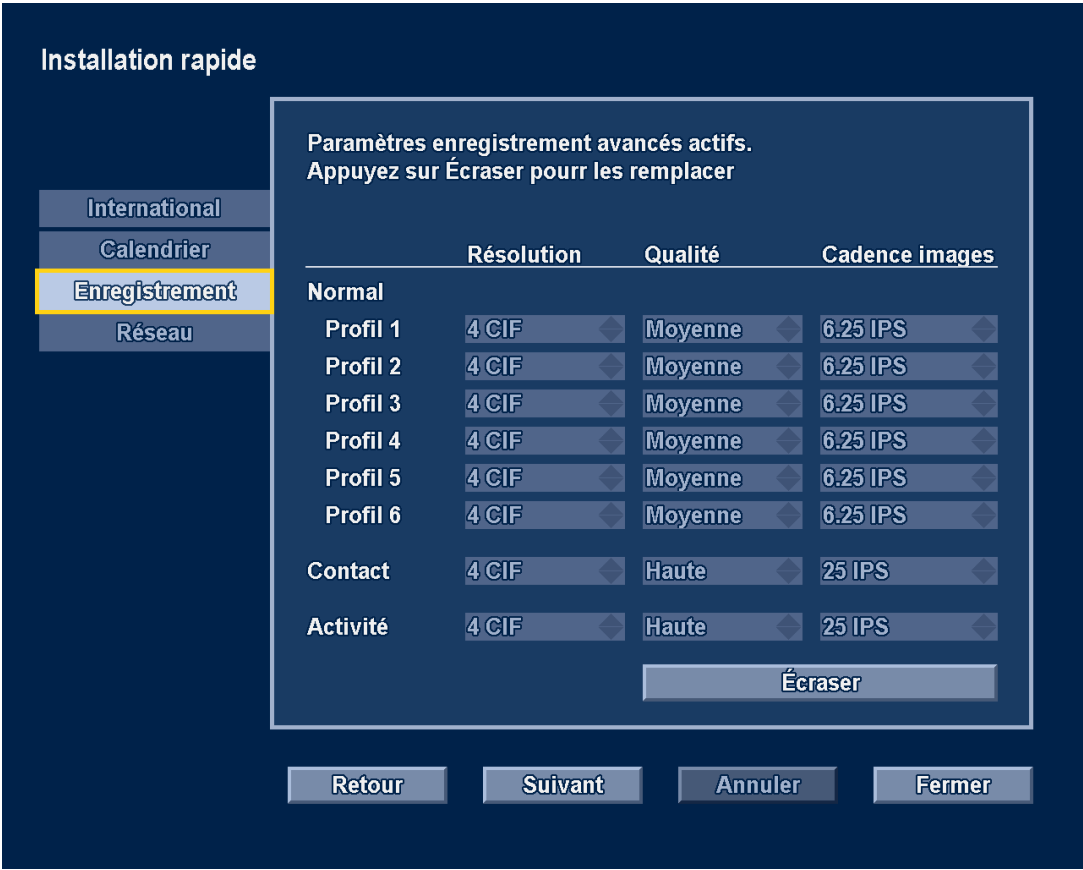 Installation rapide
Paramètres enregistrement avancés actifs.
Appuyez sur Écraser pourr les remplacer
International
Calendrier
Enregistrement
Réseau
Résolution Qualité Cadence images
Normal
Profil 1 4 CIF Moyenne 6.25 IPS
Profil 2 4 CIF Moyenne 6.25 IPS
Profil 3 4 CIF Moyenne 6.25 IPS
Profil 4 4 CIF Moyenne 6.25 IPS
Profil 5 4 CIF Moyenne 6.25 IPS
Profil 6 4 CIF Moyenne 6.25 IPS
Contact 4 CIF Haute 25 IPS
Activité 4 CIF Haute 25 IPS
Écraser
Retour Suivant Annuler Fermer